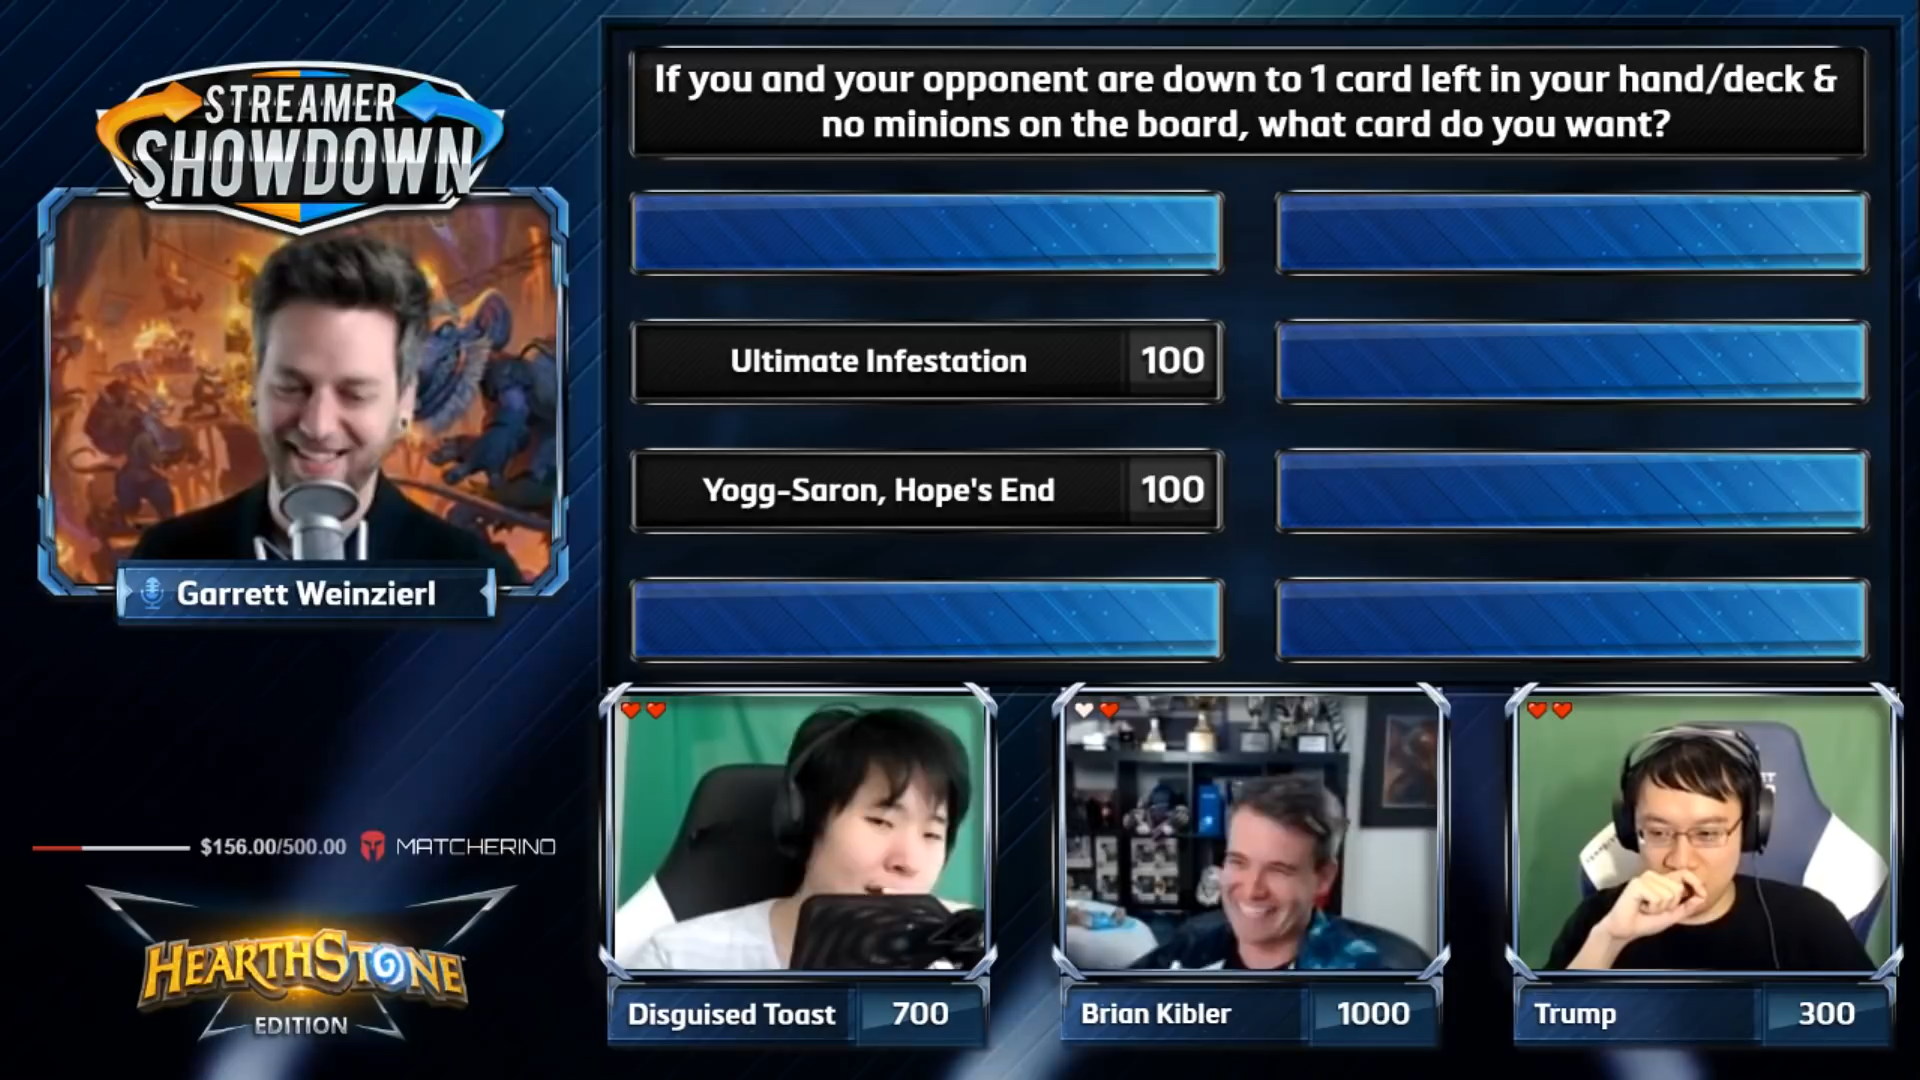 STREAMER
SHOWDOWN
If you and your opponent are down to 1 card left in your hand/deck &
no minions on the board, what card do you want?
Ultimate Infestation 100
Yogg-Saron, Hope's End 100
Garrett Weinzierl
$156.00/500.00 MATCHERINO
HEARTHSTONE
EDITION
Disguised Toast 700
Brian Kibler 1000
Trump 300